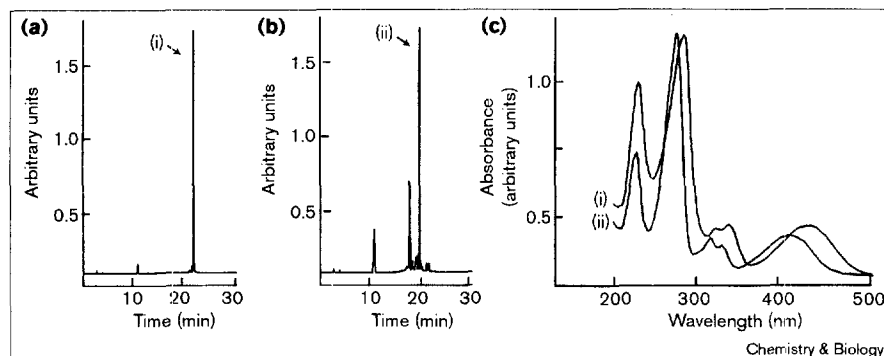 (a)
(i)
1.5
1.0
0.5
Arbitrary units
10 20 30
Time (min)
(b)
(ii)
1.5
1.0
0.5
Arbitrary units
10 20 30
Time (min)
(c)
1.0
0.5
Absorbance
(arbitrary units)
(i)
(ii)
200 300 400 500
Wavelength (nm)
Chemistry & Biology